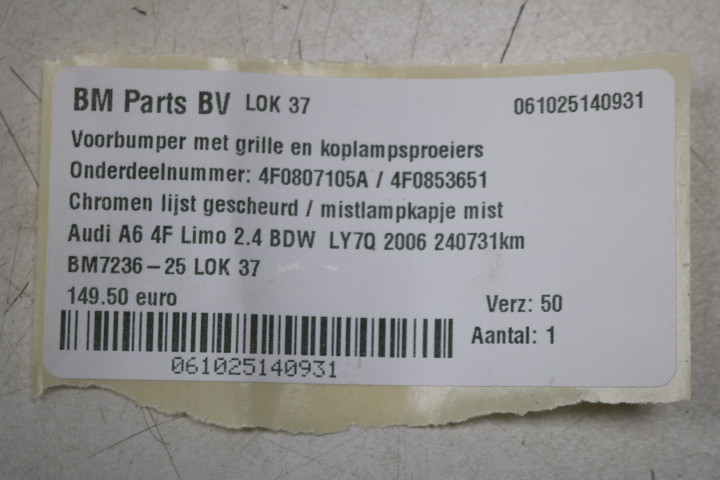 BM Parts BV LOK 37 061025140931
Voorbumper met grille en koplampsproeiers
Onderdeelnummer: 4F0807105A / 4F0853651
Chromen lijst gescheurd / mistlampkapje mist
Audi A6 4F Limo 2.4 BDW LY7Q 2006 240731km
BM7236-25 LOK 37
149.50 euro Verz: 50
Aantal: 1
061025140931